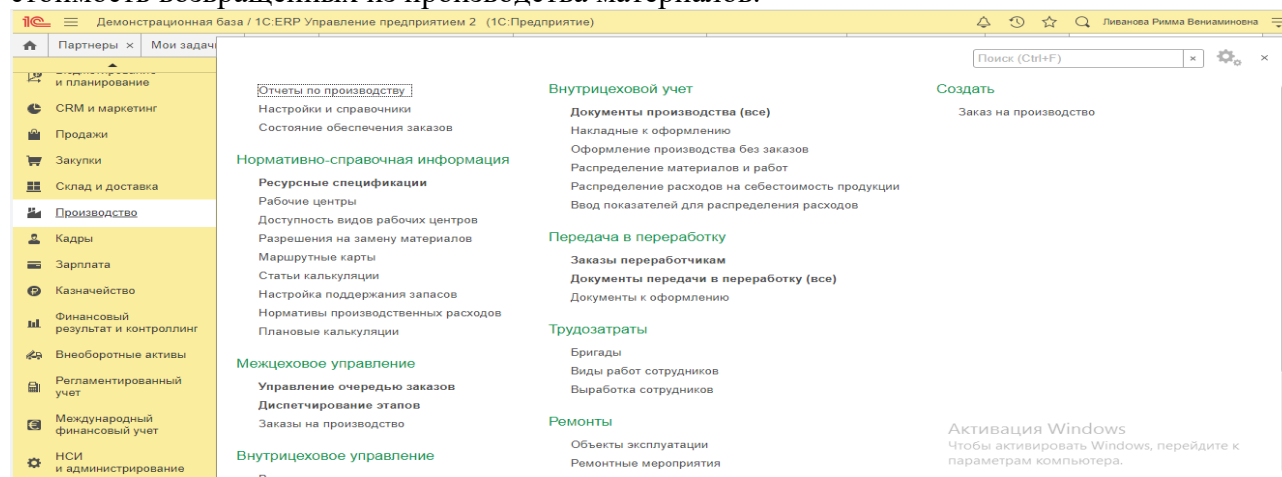 стоимость возвращенных из производства материалов.
1С Демонстрационная база / 1С:ERP Управление предприятием 2 (1С:Предприятие) Ливанова Римма Вениаминовна
Партнеры × Мои задачи
Поиск (Ctrl+F) ×
и планирование
CRM и маркетинг
Продажи
Закупки
Склад и доставка
Производство
Кадры
Зарплата
Казначейство
Финансовый
результат и контроллинг
Внеоборотные активы
Регламентированный
учет
Международный
финансовый учет
НСИ
и администрирование
Отчеты по производству
Настройки и справочники
Состояние обеспечения заказов
Нормативно-справочная информация
Ресурсные спецификации
Рабочие центры
Доступность видов рабочих центров
Разрешения на замену материалов
Маршрутные карты
Статьи калькуляции
Настройка поддержания запасов
Нормативы производственных расходов
Плановые калькуляции
Межцеховое управление
Управление очередью заказов
Диспетчирование этапов
Заказы на производство
Внутрицеховое управление
Внутрицеховой учет
Документы производства (все)
Накладные к оформлению
Оформление производства без заказов
Распределение материалов и работ
Распределение расходов на себестоимость продукции
Ввод показателей для распределения расходов
Передача в переработку
Заказы переработчикам
Документы передачи в переработку (все)
Документы к оформлению
Трудозатраты
Бригады
Виды работ сотрудников
Выработка сотрудников
Ремонты
Объекты эксплуатации
Ремонтные мероприятия
Создать
Заказ на производство
Активация Windows
Чтобы активировать Windows, перейдите к
параметрам компьютера.